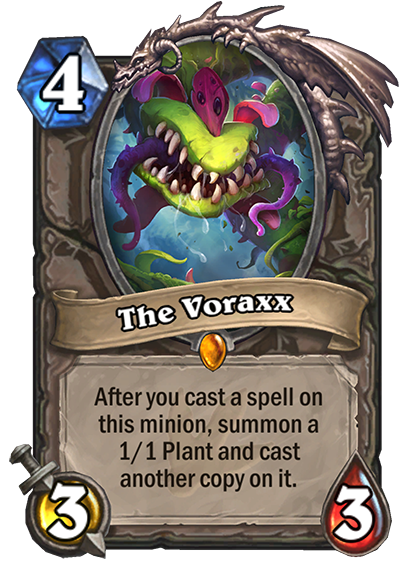 4
The Voraxx
After you cast a spell on
this minion, summon a
1/1 Plant and cast
another copy on it.
3
3